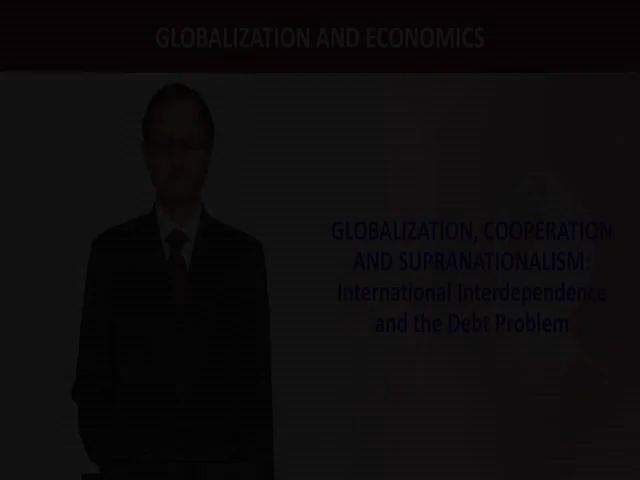 GLOBALIZATION AND ECONOMICS
GLOBALIZATION, COOPERATION
AND SUPRANATIONALISM:
International Interdependence
and the Debt Problem